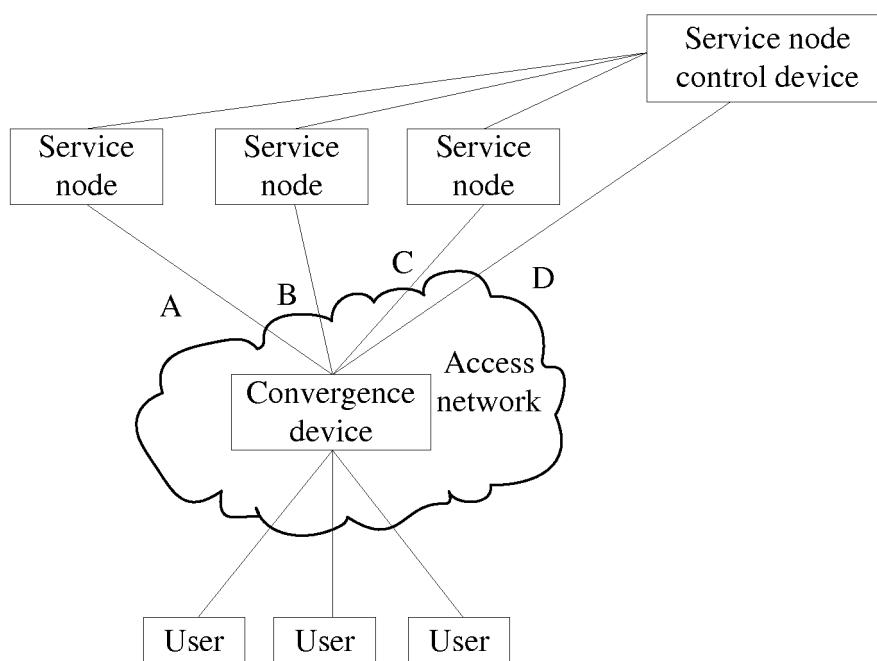 Service node
control device
Service
node
Service
node
Service
node
A
B
C
D
Access
network
Convergence
device
User
User
User